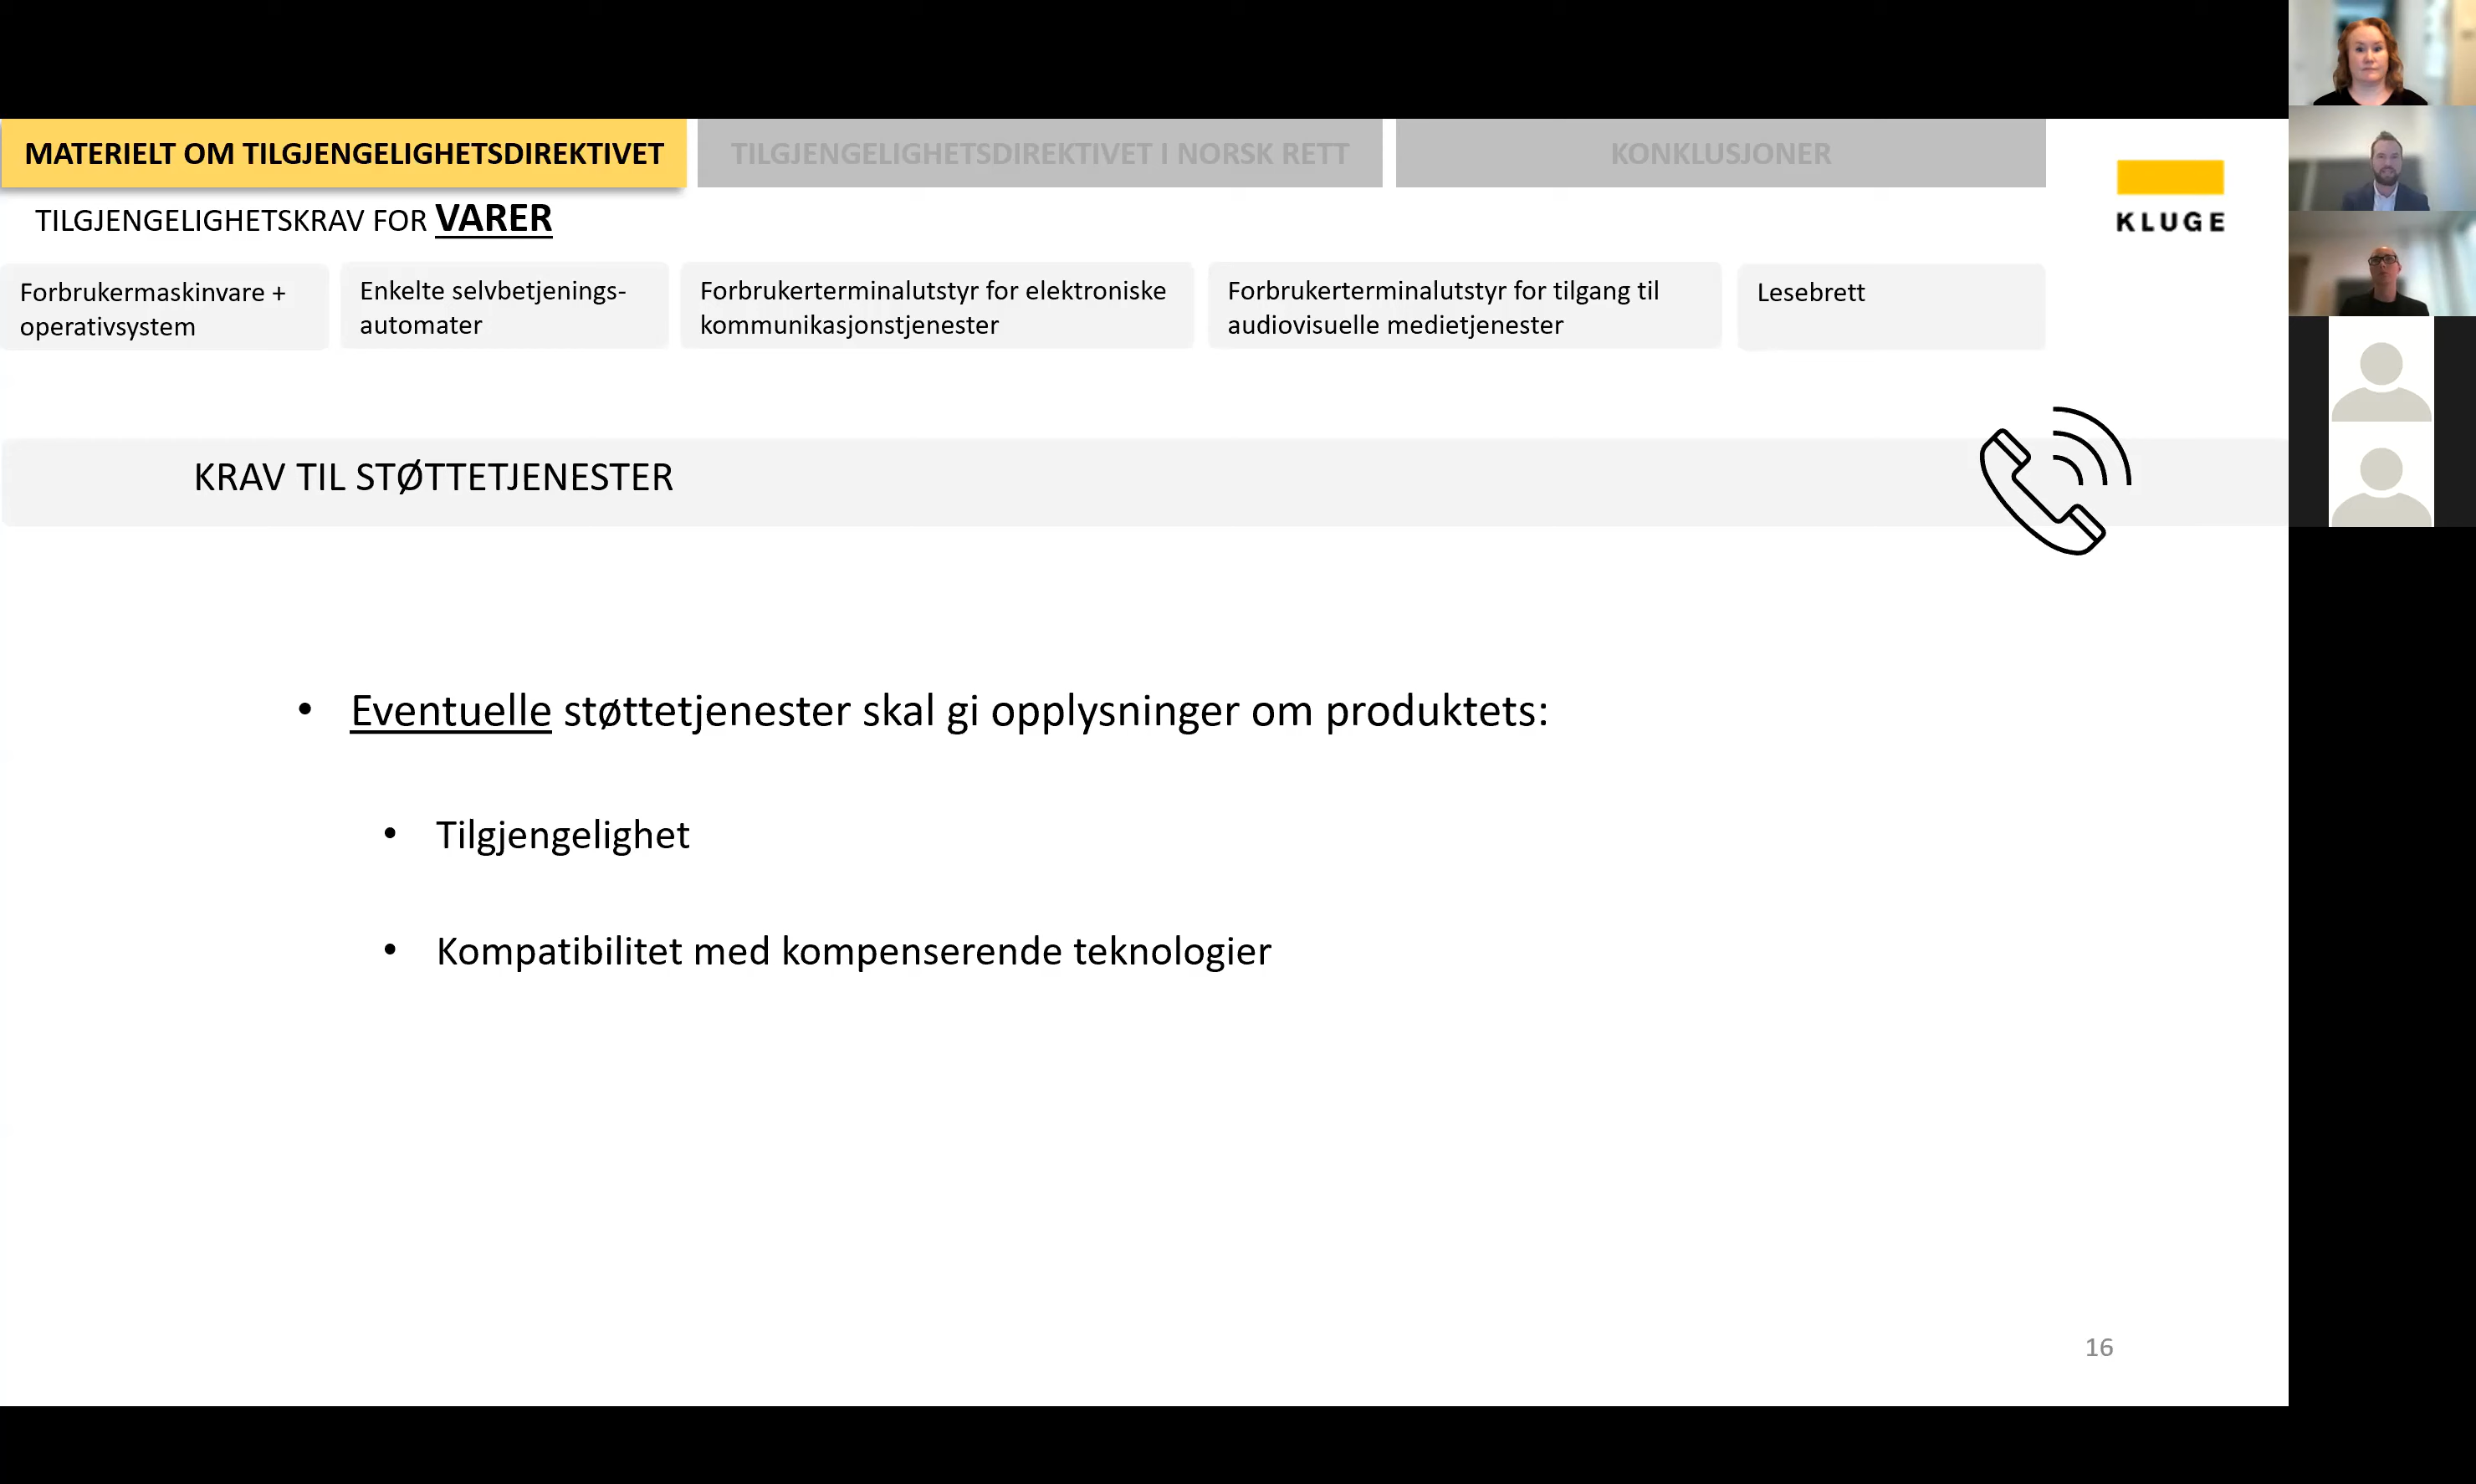 MATERIELT OM TILGJENGELIGHETSDIREKTIVET
TILGJENGELIGHETSDIREKTIVET I NORSK RETT
KONKLUSJONER
TILGJENGELIGHETSKRAV FOR VARER
KLUGE
Forbrukermaskinvare +
operativsystem
Enkelte selvbetjenings-
automater
Forbrukerterminalutstyr for elektroniske
kommunikasjonstjenester
Forbrukerterminalutstyr for tilgang til
audiovisuelle medietjenester
Lesebrett
KRAV TIL STØTTETJENESTER
• Eventuelle støttetjenester skal gi opplysninger om produktets:
• Tilgjengelighet
• Kompatibilitet med kompenserende teknologier
16